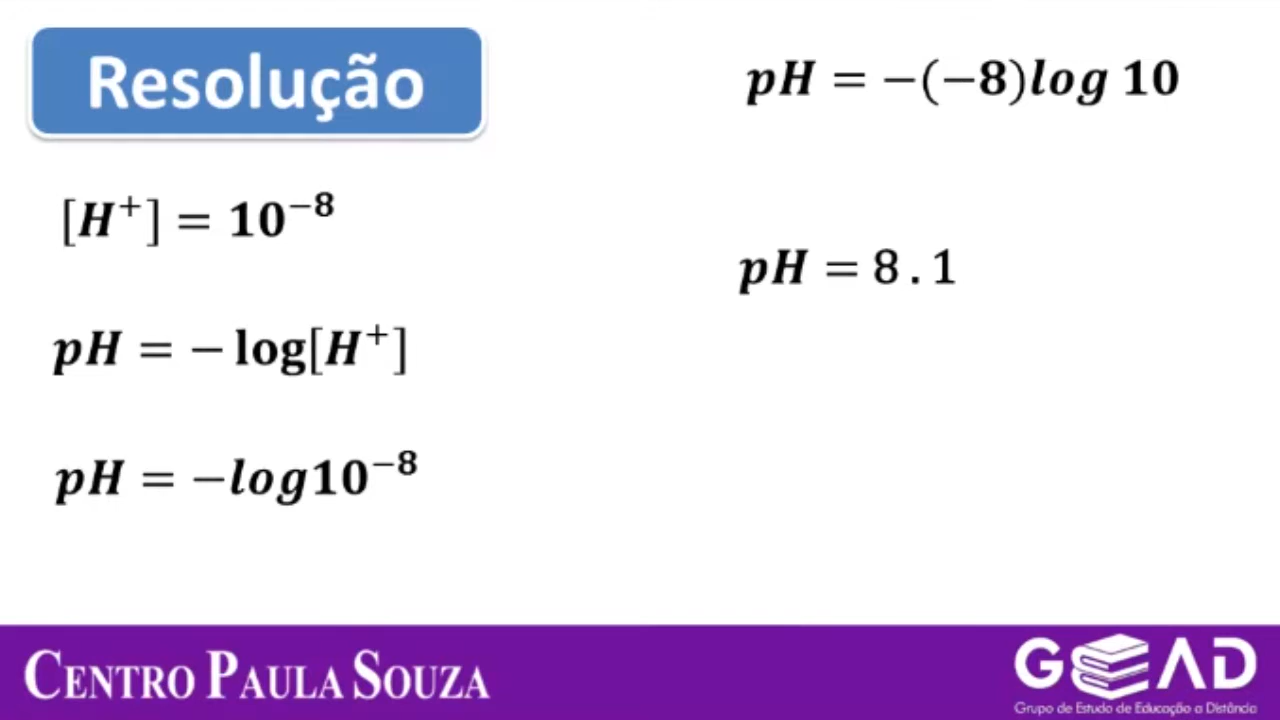 Resolução
[H⁺] = 10⁻⁸
pH = − log[H⁺]
pH = −log10⁻⁸
pH = −(−8)log 10
pH = 8 . 1
CENTRO PAULA SOUZA
GEAD
Grupo de Estudo de Educação a Distância